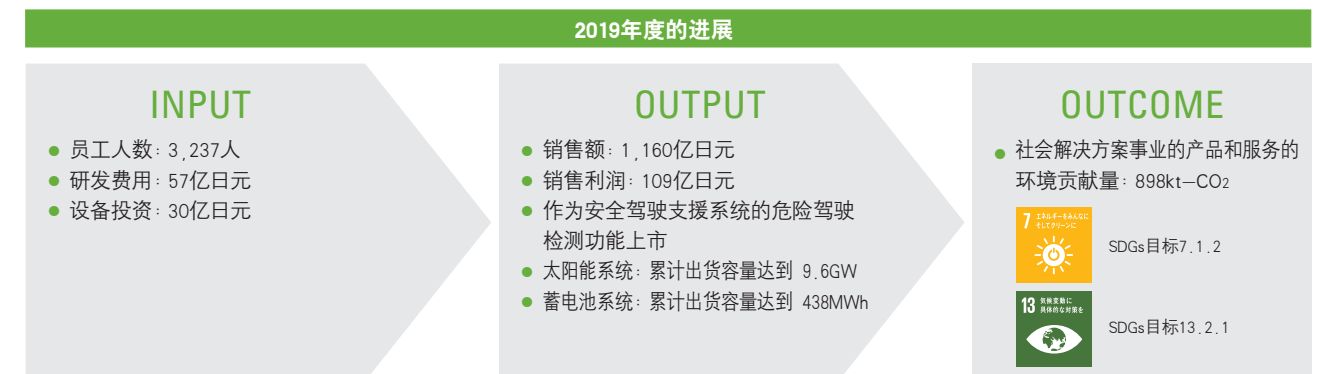 2019年度的进展
INPUT
员工人数：3,237人
研发费用：57亿日元
设备投资：30亿日元
OUTPUT
销售额：1,160亿日元
销售利润：109亿日元
作为安全驾驶支援系统的危险驾驶
检测功能上市
太阳能系统：累计出货容量达到 9.6GW
蓄电池系统：累计出货容量达到 438MWh
OUTCOME
社会解决方案事业的产品和服务的
环境贡献量：898kt-CO2
7 エネルギーをみんなに
そしてクリーンに
SDGs目标7.1.2
13 気候変動に
具体的な対策を
SDGs目标13.2.1